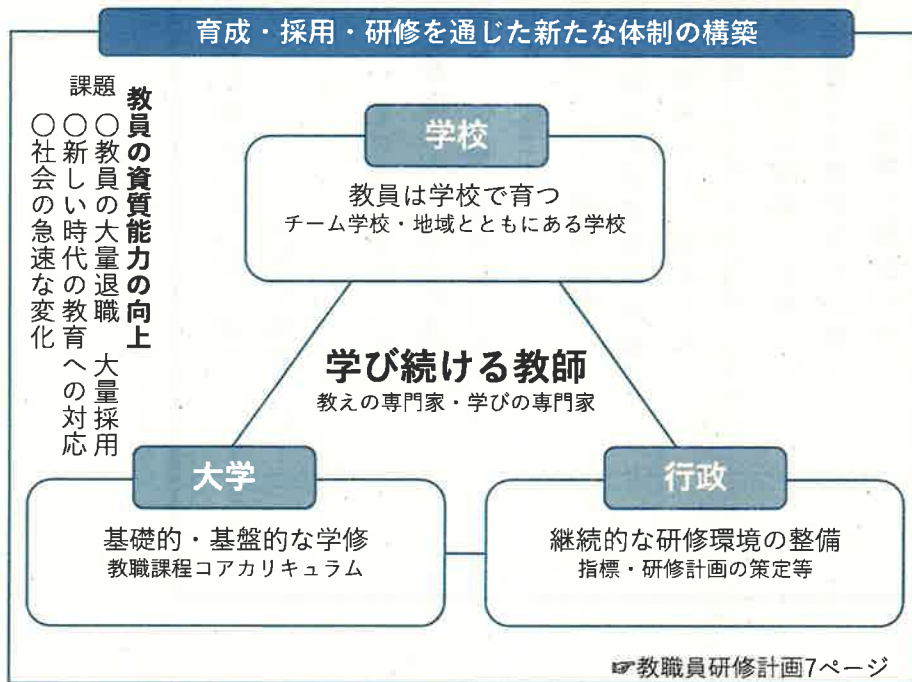 育成・採用・研修を通じた新たな体制の構築
教員の資質能力の向上
課題
○教員の大量退職 大量採用
○新しい時代の教育への対応
○社会の急速な変化
学校
教員は学校で育つ
チーム学校・地域とともにある学校
学び続ける教師
教えの専門家・学びの専門家
大学
基礎的・基盤的な学修
教職課程コアカリキュラム
行政
継続的な研修環境の整備
指標・研修計画の策定等
☞教職員研修計画7ページ